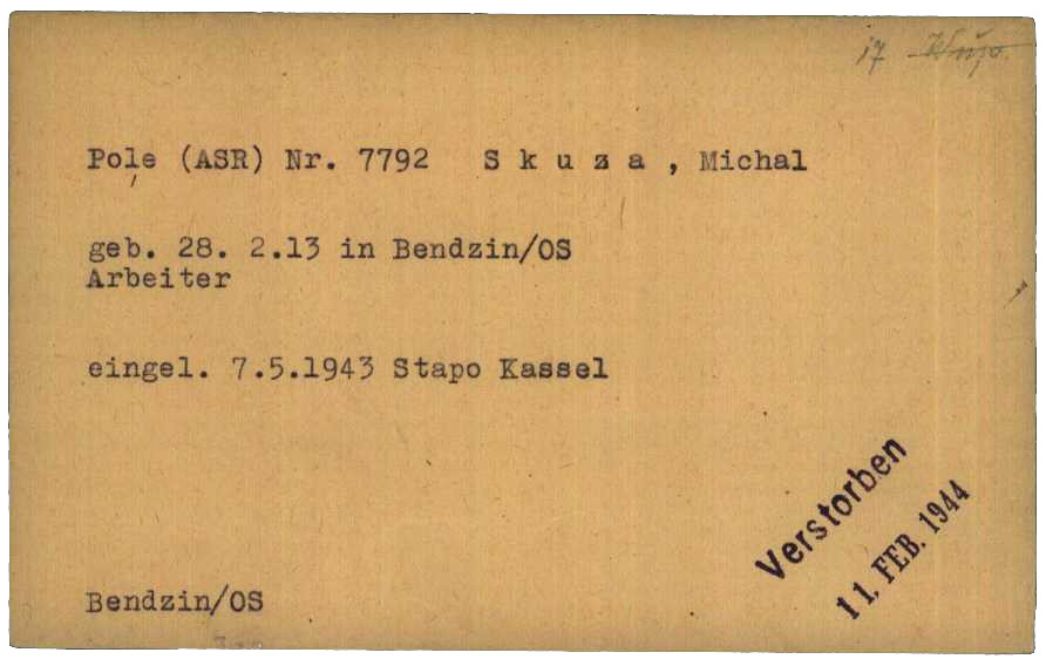 17
Pole (ASR) Nr. 7792 S k u z a , Michal
geb. 28. 2.13 in Bendzin/OS
Arbeiter
eingel. 7.5.1943 Stapo Kassel
Verstorben
11. FEB. 1944
Bendzin/OS